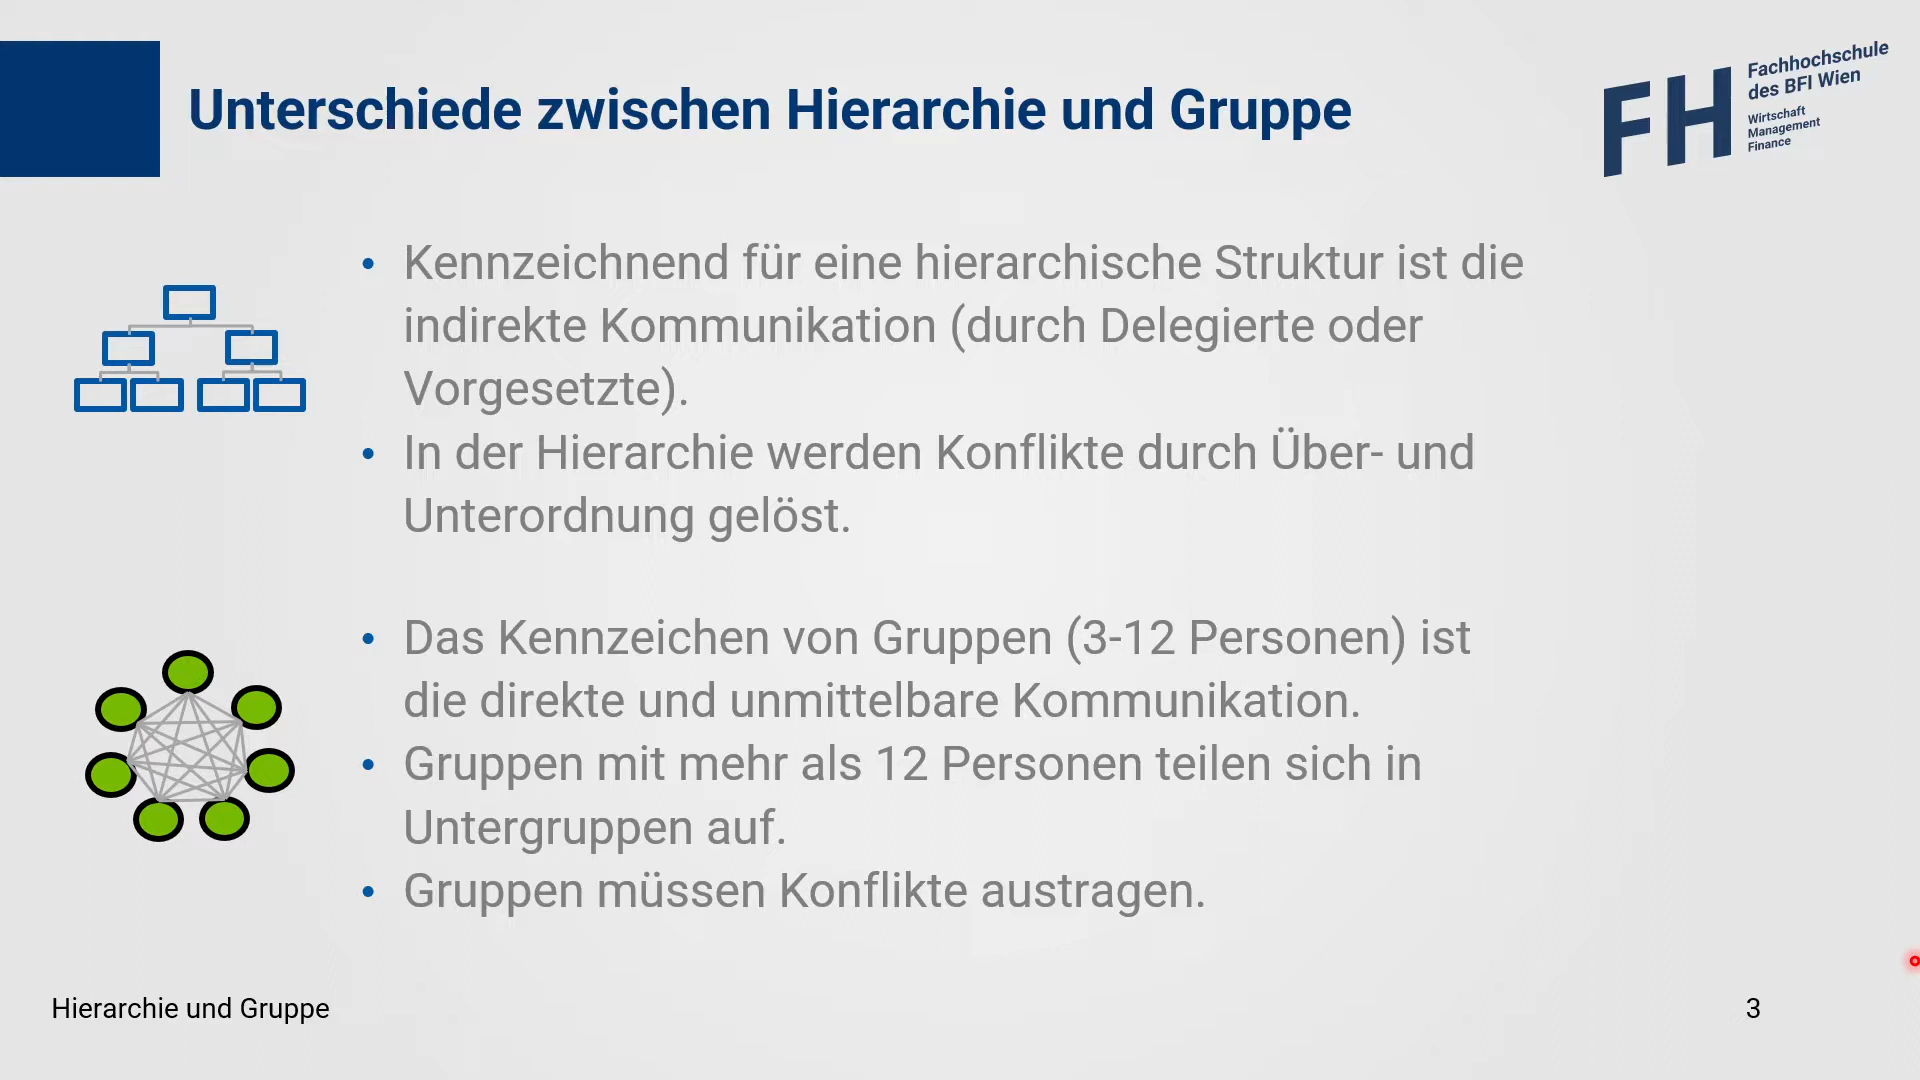 Unterschiede zwischen Hierarchie und Gruppe
FH
Fachhochschule
des BFI Wien
Wirtschaft
Management
Finance
• Kennzeichnend für eine hierarchische Struktur ist die
indirekte Kommunikation (durch Delegierte oder
Vorgesetzte).
• In der Hierarchie werden Konflikte durch Über- und
Unterordnung gelöst.
• Das Kennzeichen von Gruppen (3-12 Personen) ist
die direkte und unmittelbare Kommunikation.
• Gruppen mit mehr als 12 Personen teilen sich in
Untergruppen auf.
• Gruppen müssen Konflikte austragen.
Hierarchie und Gruppe
3